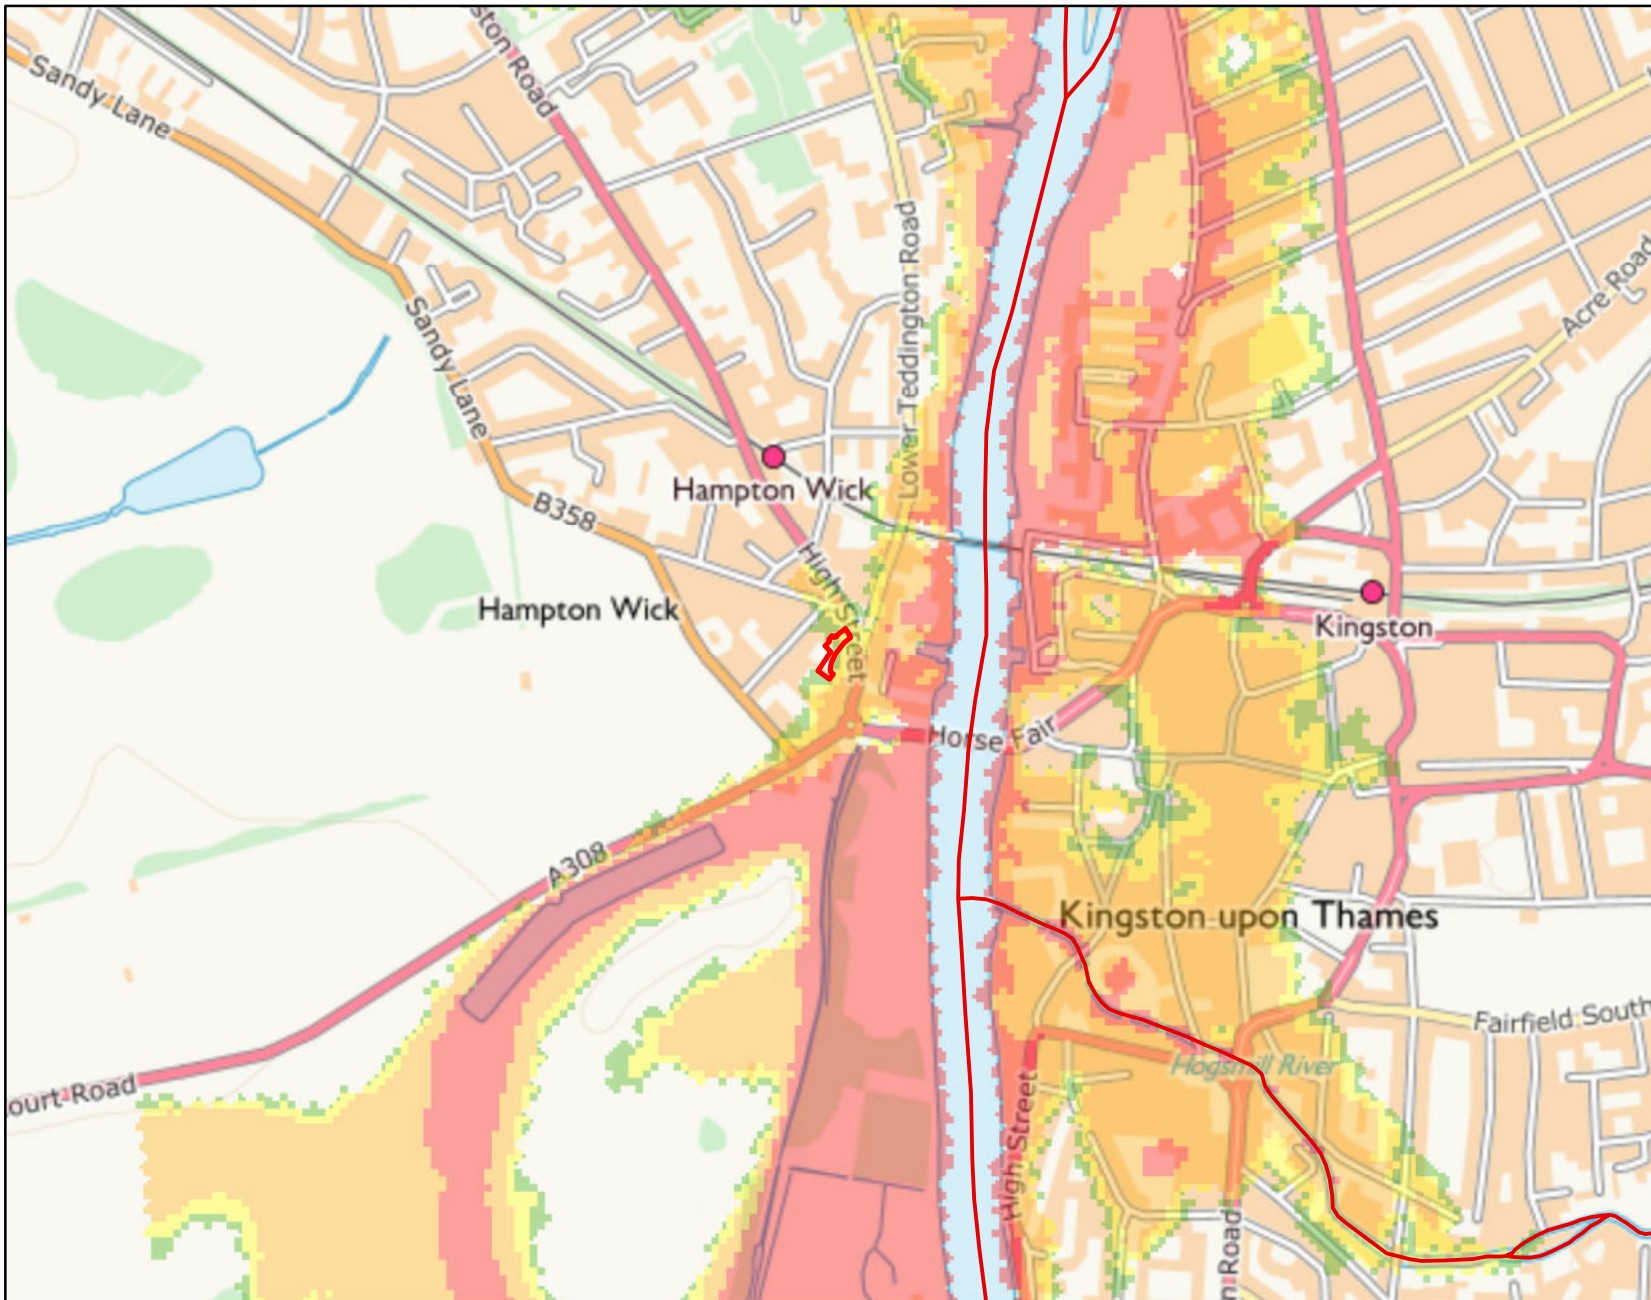 ston Road
Sandy Lane
Lower Teddington Road
Acre Road
Sandy Lane
Hampton Wick
B358
High Street
Hampton Wick
Kingston
Horse Fair
A308
Kingston upon Thames
Fairfield South
Hogsmill River
ourt Road
High Street
n Road